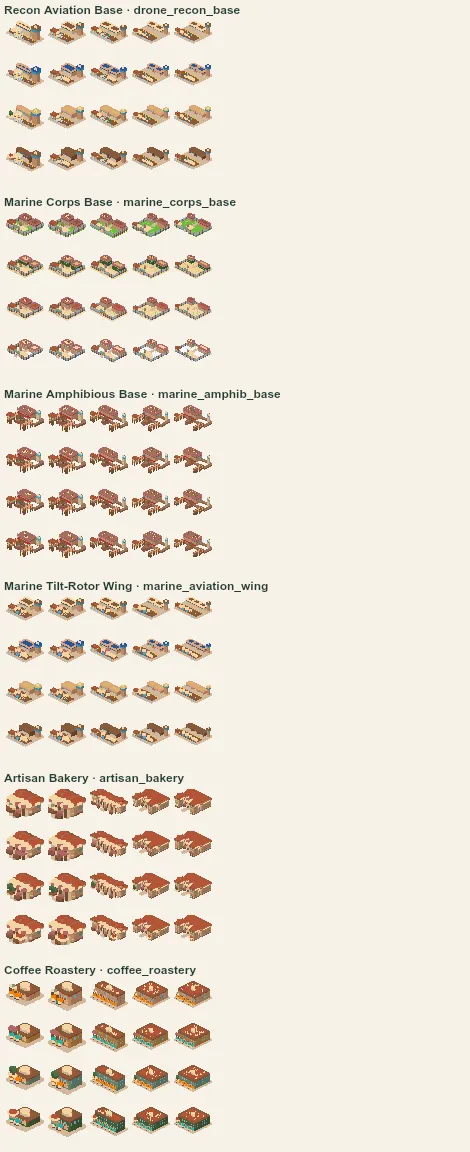 Recon Aviation Base · drone_recon_base
Marine Corps Base · marine_corps_base
Marine Amphibious Base · marine_amphib_base
Marine Tilt-Rotor Wing · marine_aviation_wing
Artisan Bakery · artisan_bakery
Coffee Roastery · coffee_roastery